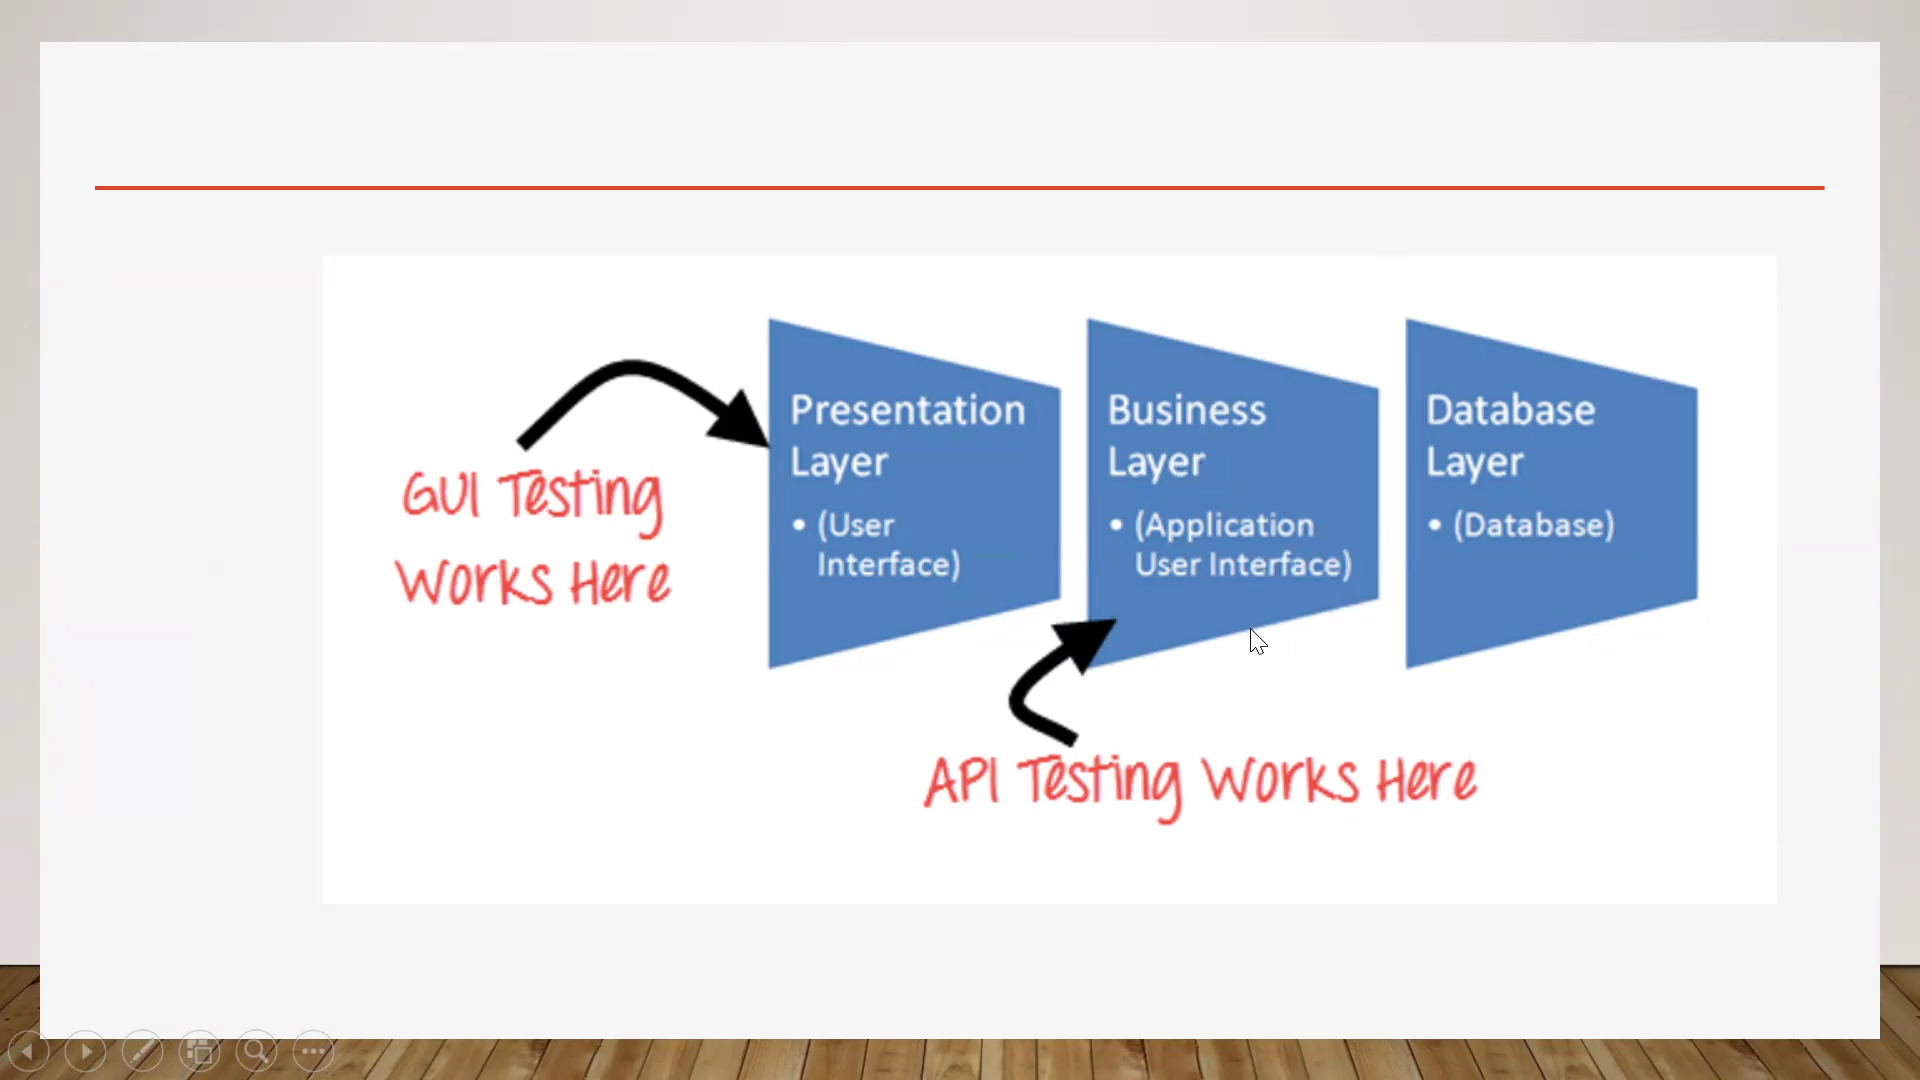 GUI Testing
Works Here
Presentation
Layer
• (User
Interface)
Business
Layer
• (Application
User Interface)
Database
Layer
• (Database)
API Testing Works Here